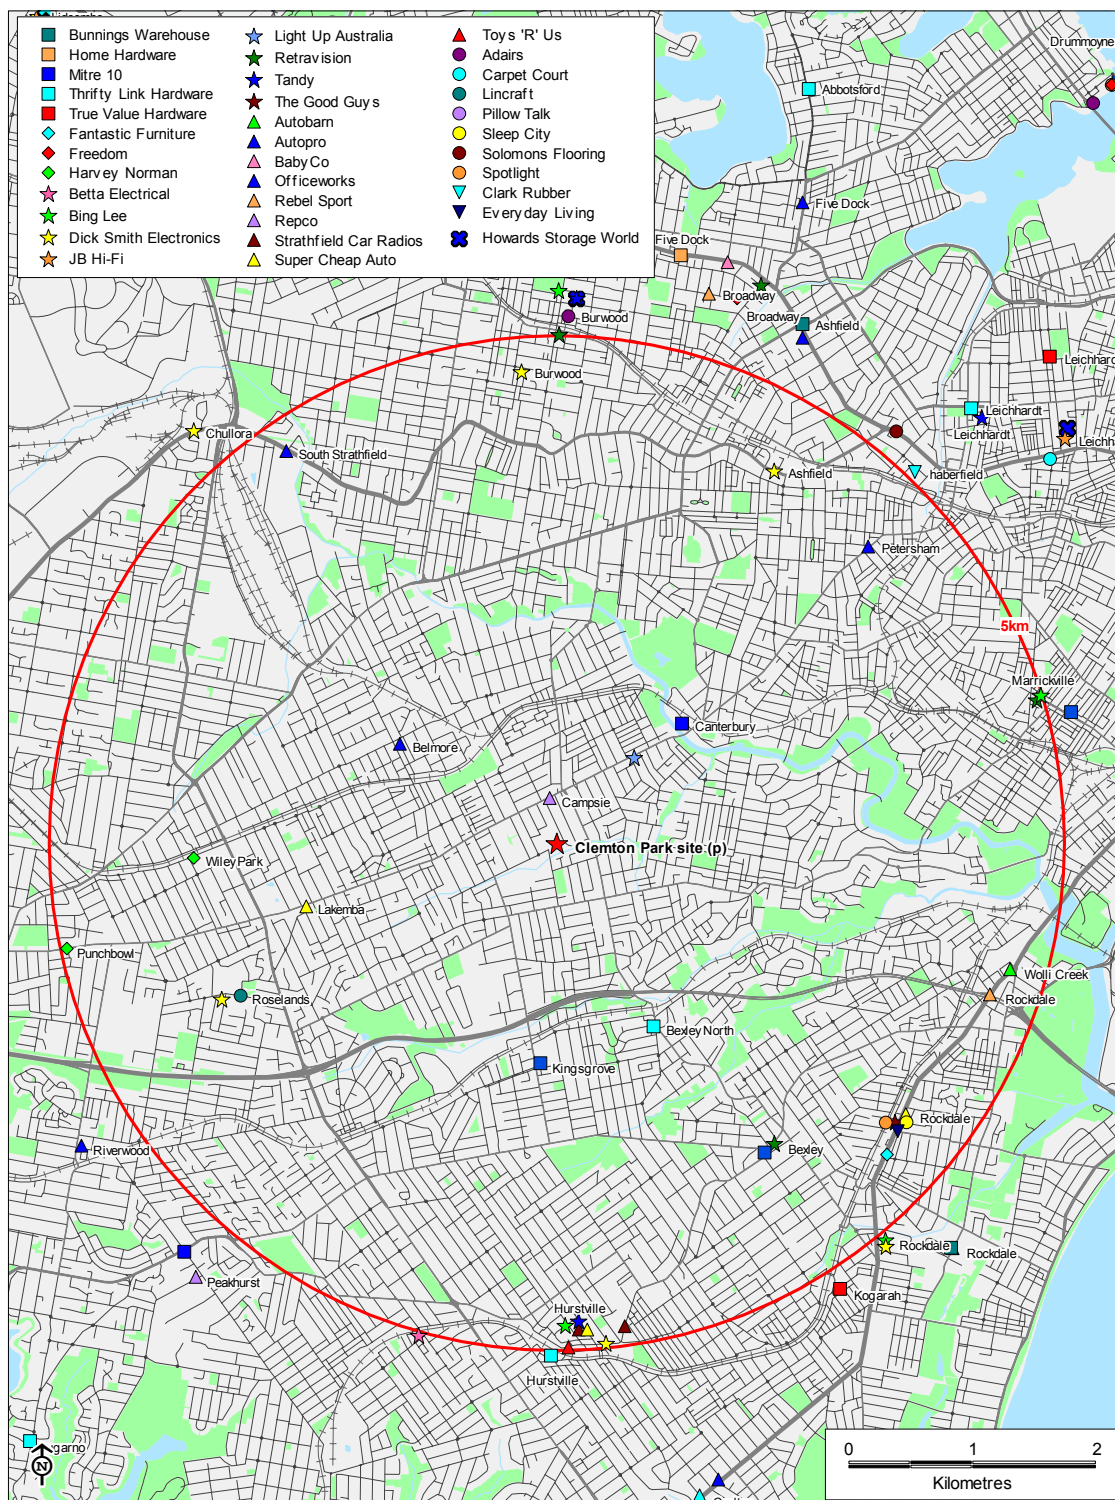 Bunnings Warehouse
Home Hardware
Mitre 10
Thrifty Link Hardware
True Value Hardware
Fantastic Furniture
Freedom
Harvey Norman
Betta Electrical
Bing Lee
Dick Smith Electronics
JB Hi-Fi
Light Up Australia
Retravision
Tandy
The Good Guys
Autobarn
Autopro
BabyCo
Officeworks
Rebel Sport
Repco
Strathfield Car Radios
Super Cheap Auto
Toys 'R' Us
Adairs
Carpet Court
Lincraft
Pillow Talk
Sleep City
Solomons Flooring
Spotlight
Clark Rubber
Everyday Living
Howards Storage World
Drummoyne
Abbotsford
Five Dock
Five Dock
Broadway
Burwood
Broadway
Ashfield
Leichhard
Burwood
Leichhardt
Leichhardt
Leichh
Chullora
South Strathfield
Ashfield
haberfield
Petersham
5km
Marrickville
Canterbury
Belmore
Campsie
Clemton Park site (p)
Wiley Park
Lakemba
Punchbowl
Wolli Creek
Roselands
Rockdale
Bexley North
Kingsgrove
Rockdale
Riverwood
Bexley
Rockdale
Rockdale
Peakhurst
Kogarah
Hurstville
Hurstville
garno
N
0 1 2
Kilometres